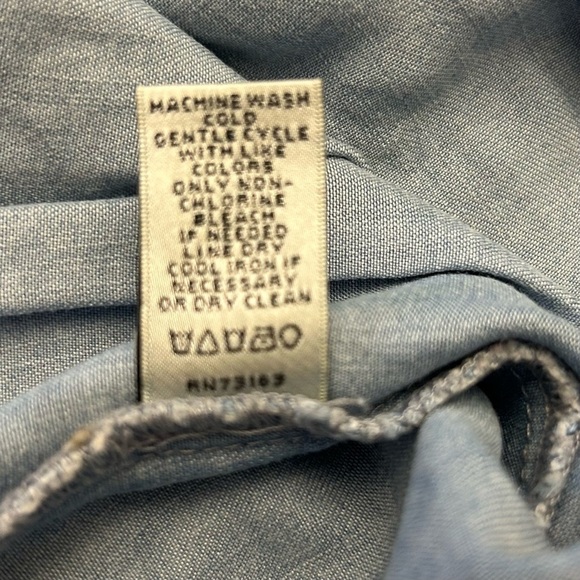 MACHINE WASH
COLD
GENTLE CYCLE
WITH LIKE
COLORS
ONLY NON-
CHLORINE
BLEACH
IF NEEDED
LINE DRY
COOL IRON IF
NECESSARY
OR DRY CLEAN
RN73163